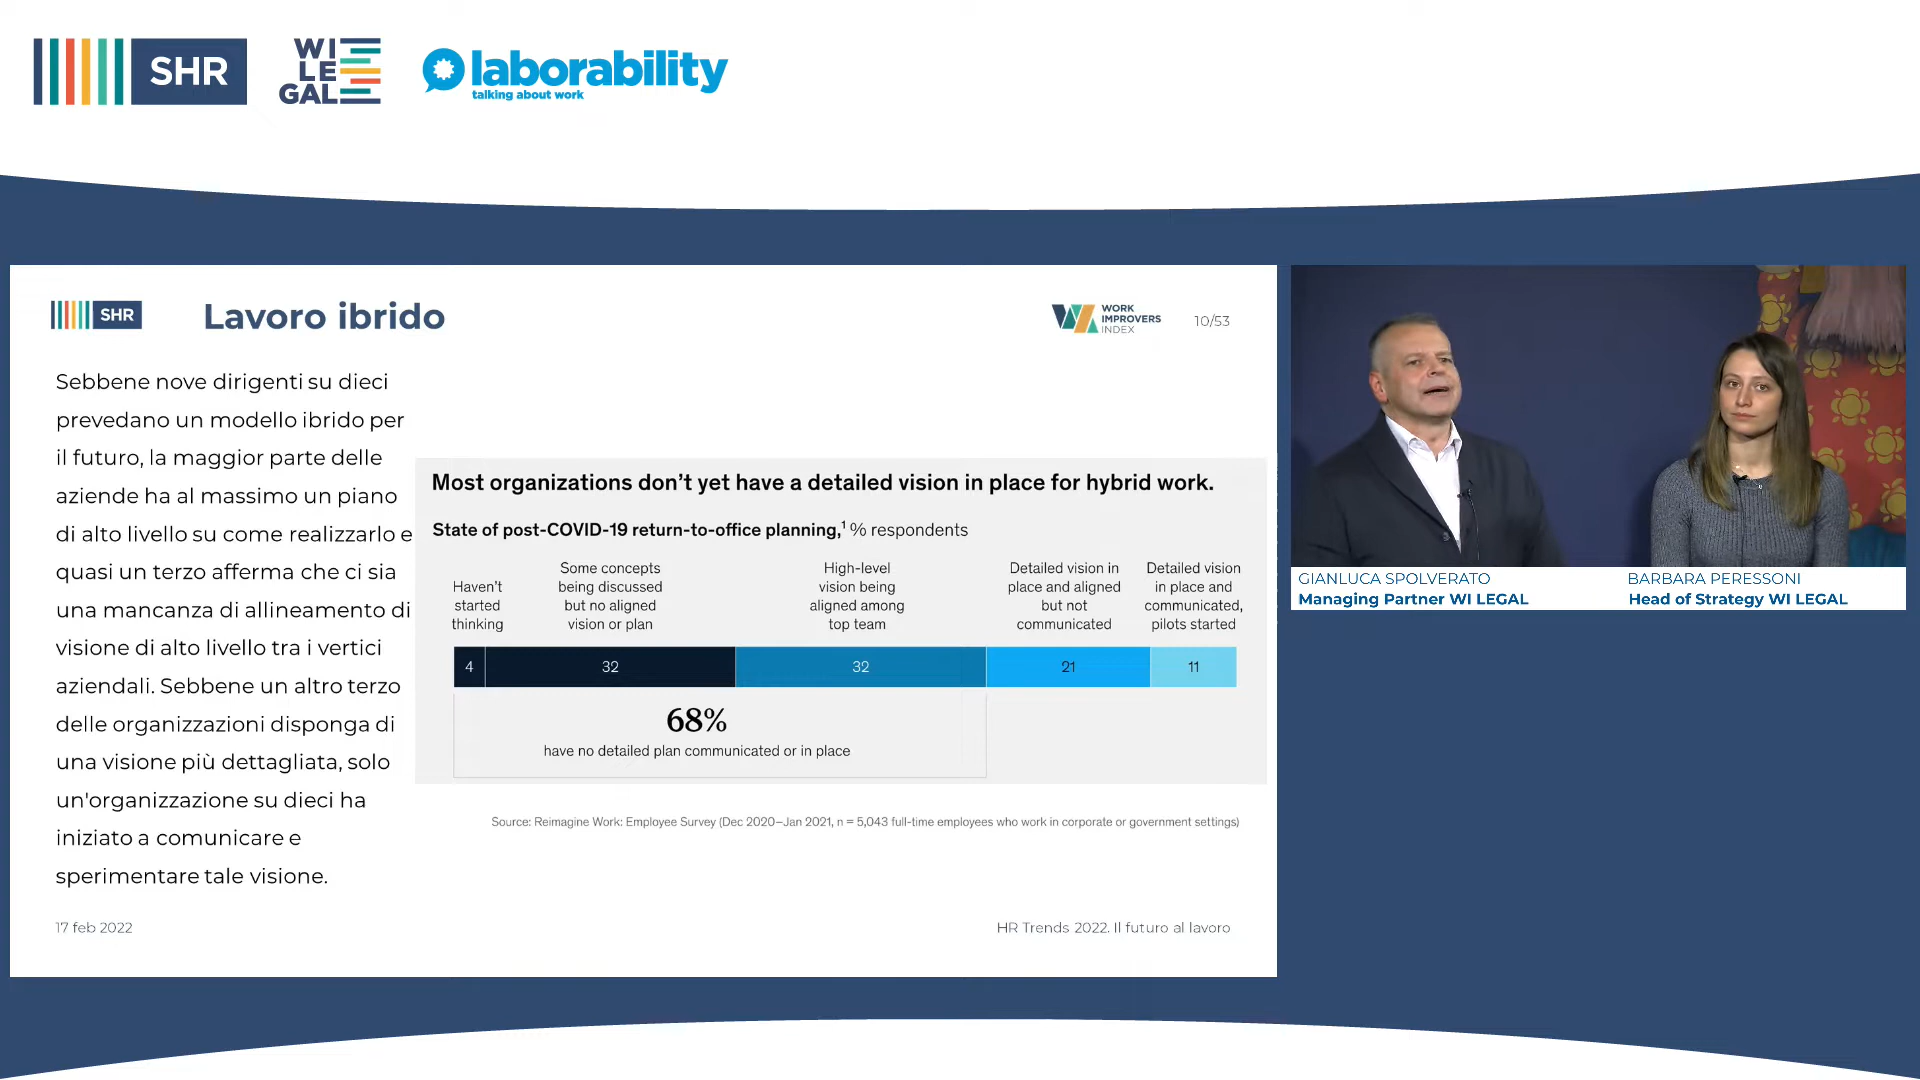 SHR
WI
LE
GAL
laborability
talking about work
SHR
Lavoro ibrido
WORK
IMPROVERS
INDEX
10/53
Sebbene nove dirigenti su dieci
prevedano un modello ibrido per
il futuro, la maggior parte delle
aziende ha al massimo un piano
di alto livello su come realizzarlo e
quasi un terzo afferma che ci sia
una mancanza di allineamento di
visione di alto livello tra i vertici
aziendali. Sebbene un altro terzo
delle organizzazioni disponga di
una visione più dettagliata, solo
un'organizzazione su dieci ha
iniziato a comunicare e
sperimentare tale visione.
Most organizations don’t yet have a detailed vision in place for hybrid work.
State of post-COVID-19 return-to-office planning,¹ % respondents
Haven’t
started
thinking
Some concepts
being discussed
but no aligned
vision or plan
High-level
vision being
aligned among
top team
Detailed vision in
place and aligned
but not
communicated
Detailed vision
in place and
communicated,
pilots started
4 32 32 21 11
68%
have no detailed plan communicated or in place
Source: Reimagine Work: Employee Survey (Dec 2020–Jan 2021, n = 5,043 full-time employees who work in corporate or government settings)
17 feb 2022
HR Trends 2022. Il futuro al lavoro
GIANLUCA SPOLVERATO
Managing Partner WI LEGAL
BARBARA PERESSONI
Head of Strategy WI LEGAL